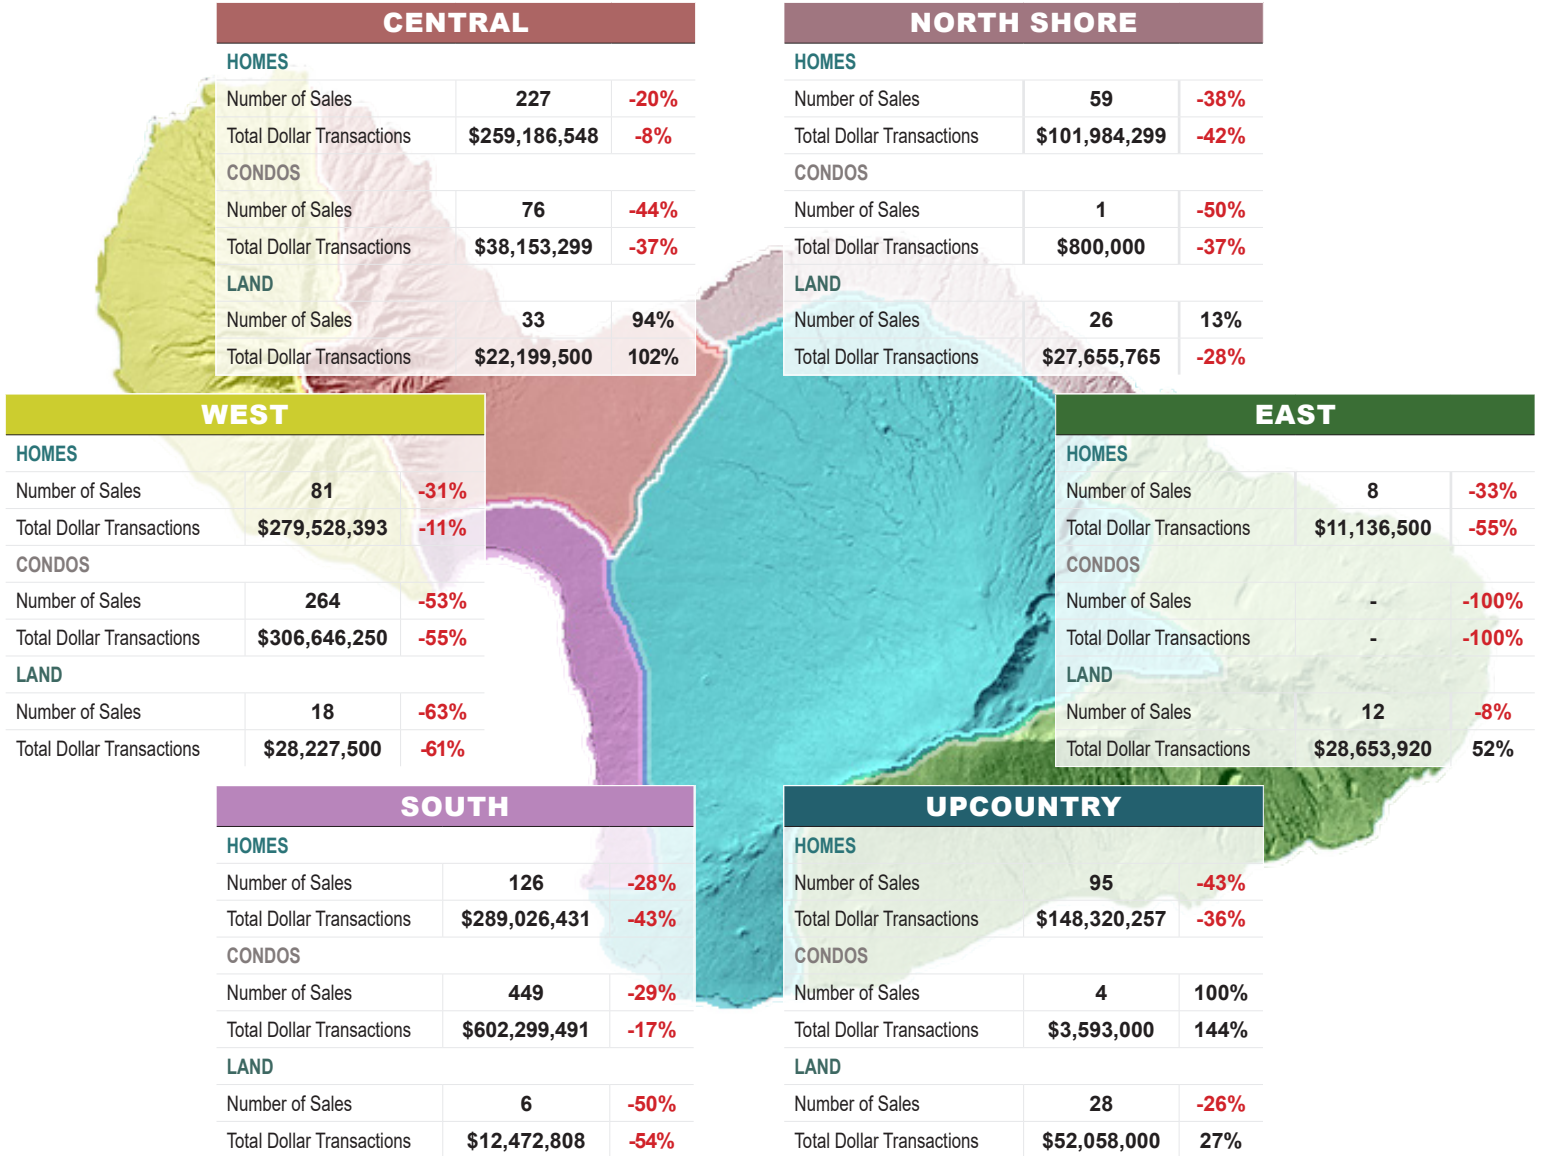 CENTRAL
HOMES
Number of Sales 227 -20%
Total Dollar Transactions $259,186,548 -8%
CONDOS
Number of Sales 76 -44%
Total Dollar Transactions $38,153,299 -37%
LAND
Number of Sales 33 94%
Total Dollar Transactions $22,199,500 102%
NORTH SHORE
HOMES
Number of Sales 59 -38%
Total Dollar Transactions $101,984,299 -42%
CONDOS
Number of Sales 1 -50%
Total Dollar Transactions $800,000 -37%
LAND
Number of Sales 26 13%
Total Dollar Transactions $27,655,765 -28%
WEST
HOMES
Number of Sales 81 -31%
Total Dollar Transactions $279,528,393 -11%
CONDOS
Number of Sales 264 -53%
Total Dollar Transactions $306,646,250 -55%
LAND
Number of Sales 18 -63%
Total Dollar Transactions $28,227,500 -61%
EAST
HOMES
Number of Sales 8 -33%
Total Dollar Transactions $11,136,500 -55%
CONDOS
Number of Sales - -100%
Total Dollar Transactions - -100%
LAND
Number of Sales 12 -8%
Total Dollar Transactions $28,653,920 52%
SOUTH
HOMES
Number of Sales 126 -28%
Total Dollar Transactions $289,026,431 -43%
CONDOS
Number of Sales 449 -29%
Total Dollar Transactions $602,299,491 -17%
LAND
Number of Sales 6 -50%
Total Dollar Transactions $12,472,808 -54%
UPCOUNTRY
HOMES
Number of Sales 95 -43%
Total Dollar Transactions $148,320,257 -36%
CONDOS
Number of Sales 4 100%
Total Dollar Transactions $3,593,000 144%
LAND
Number of Sales 28 -26%
Total Dollar Transactions $52,058,000 27%